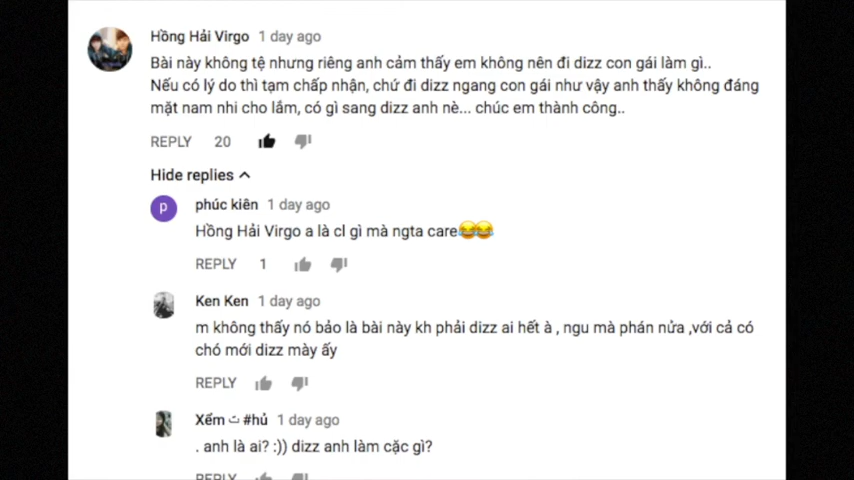 Hồng Hải Virgo 1 day ago
Bài này không tệ nhưng riêng anh cảm thấy em không nên đi dizz con gái làm gì..
Nếu có lý do thì tạm chấp nhận, chứ đi dizz ngang con gái như vậy anh thấy không đáng
mặt nam nhi cho lắm, có gì sang dizz anh nè... chúc em thành công..
REPLY 20
Hide replies
p
phúc kiên 1 day ago
Hồng Hải Virgo a là cl gì mà ngta care😂😂
REPLY 1
Ken Ken 1 day ago
m không thấy nó bảo là bài này kh phải dizz ai hết à , ngu mà phán nửa ,với cả có
chó mới dizz mày ấy
REPLY
Xểm ت #hủ 1 day ago
. anh là ai? :)) dizz anh làm cặc gì?
REPLY